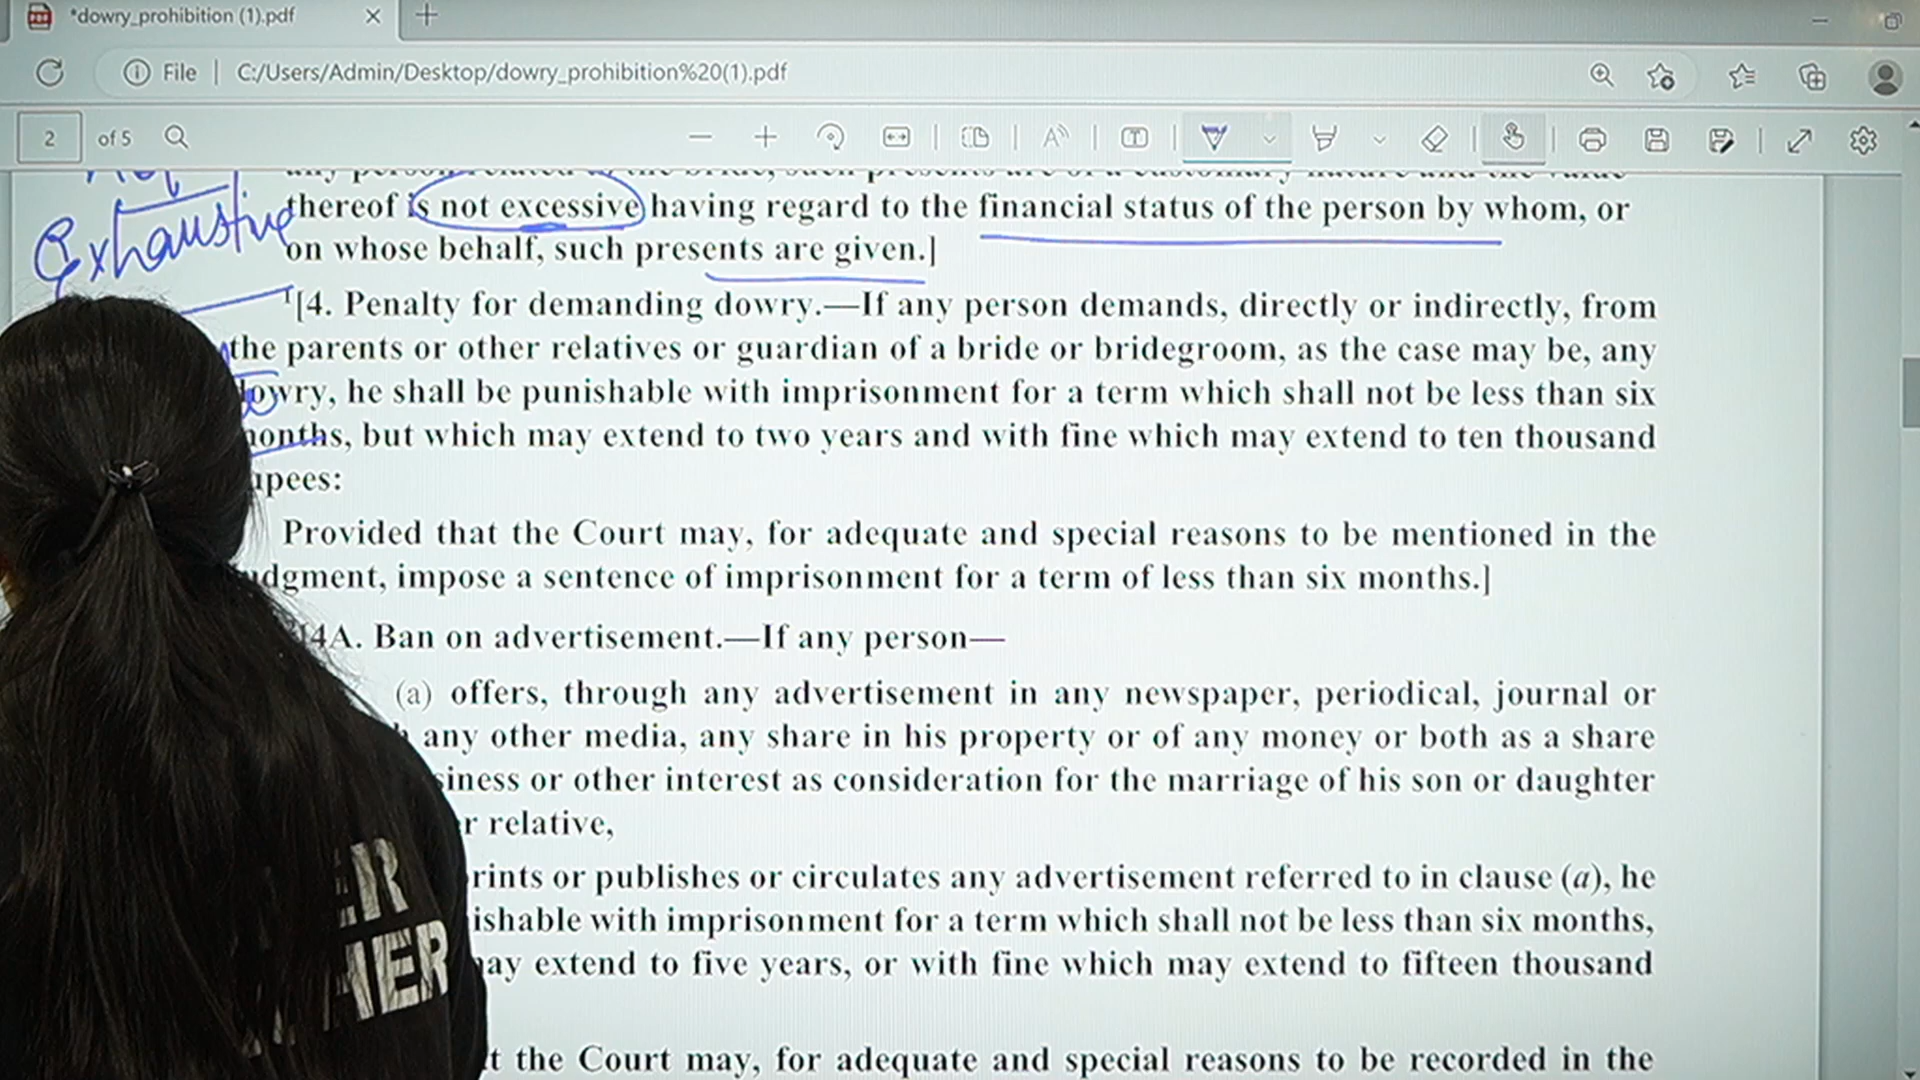 *dowry_prohibition (1).pdf
File | C:/Users/Admin/Desktop/dowry_prohibition%20(1).pdf
2 of 5
thereof is not excessive having regard to the financial status of the person by whom, or
Exhaustive
on whose behalf, such presents are given.]
1[4. Penalty for demanding dowry.—If any person demands, directly or indirectly, from
the parents or other relatives or guardian of a bride or bridegroom, as the case may be, any
dowry, he shall be punishable with imprisonment for a term which shall not be less than six
months, but which may extend to two years and with fine which may extend to ten thousand
upees:
Provided that the Court may, for adequate and special reasons to be mentioned in the
udgment, impose a sentence of imprisonment for a term of less than six months.]
[4A. Ban on advertisement.—If any person—
(a) offers, through any advertisement in any newspaper, periodical, journal or
any other media, any share in his property or of any money or both as a share
siness or other interest as consideration for the marriage of his son or daughter
r relative,
rints or publishes or circulates any advertisement referred to in clause (a), he
ishable with imprisonment for a term which shall not be less than six months,
may extend to five years, or with fine which may extend to fifteen thousand
t the Court may, for adequate and special reasons to be recorded in the